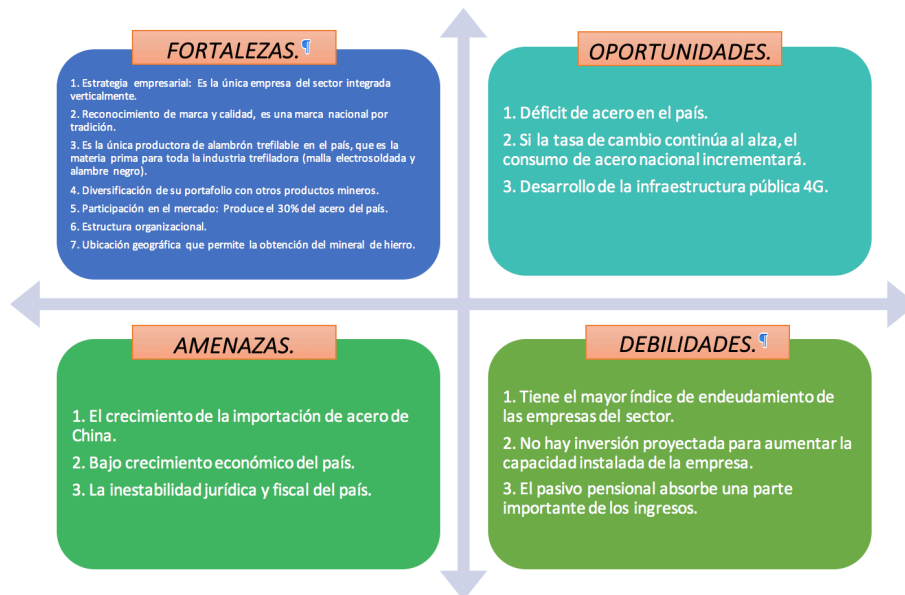 FORTALEZAS.¶
1. Estrategia empresarial: Es la única empresa del sector integrada
verticalmente.
2. Reconocimiento de marca y calidad, es una marca nacional por
tradición.
3. Es la única productora de alambrón trefilable en el país, que es la
materia prima para toda la industria trefiladora (malla electrosoldada y
alambre negro).
4. Diversificación de su portafolio con otros productos mineros.
5. Participación en el mercado: Produce el 30% del acero del país.
6. Estructura organizacional.
7. Ubicación geográfica que permite la obtención del mineral de hierro.
OPORTUNIDADES.
1. Déficit de acero en el país.
2. Si la tasa de cambio continúa al alza, el
consumo de acero nacional incrementará.
3. Desarrollo de la infraestructura pública 4G.
AMENAZAS.
1. El crecimiento de la importación de acero de
China.
2. Bajo crecimiento económico del país.
3. La inestabilidad jurídica y fiscal del país.
DEBILIDADES.¶
1. Tiene el mayor índice de endeudamiento de
las empresas del sector.
2. No hay inversión proyectada para aumentar la
capacidad instalada de la empresa.
3. El pasivo pensional absorbe una parte
importante de los ingresos.